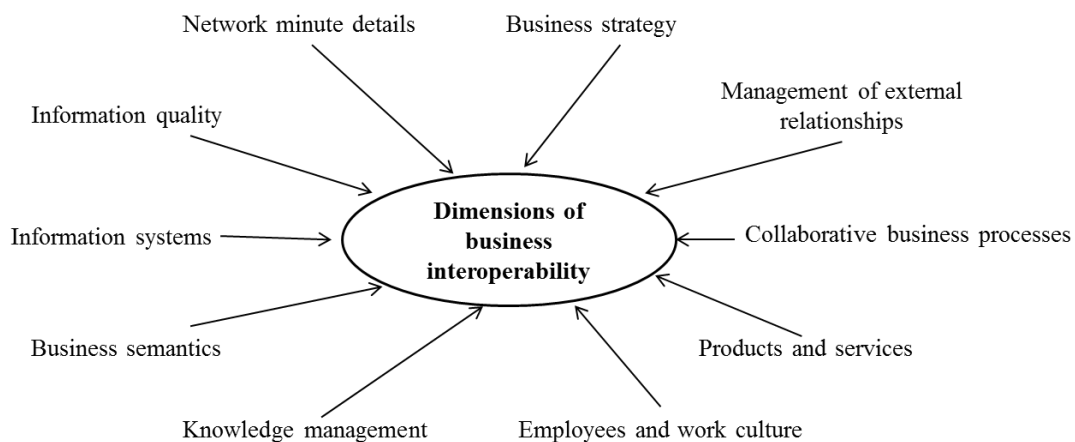 Network minute details
Business strategy
Management of external
relationships
Information quality
Dimensions of
business
interoperability
Information systems
Collaborative business processes
Business semantics
Products and services
Knowledge management
Employees and work culture